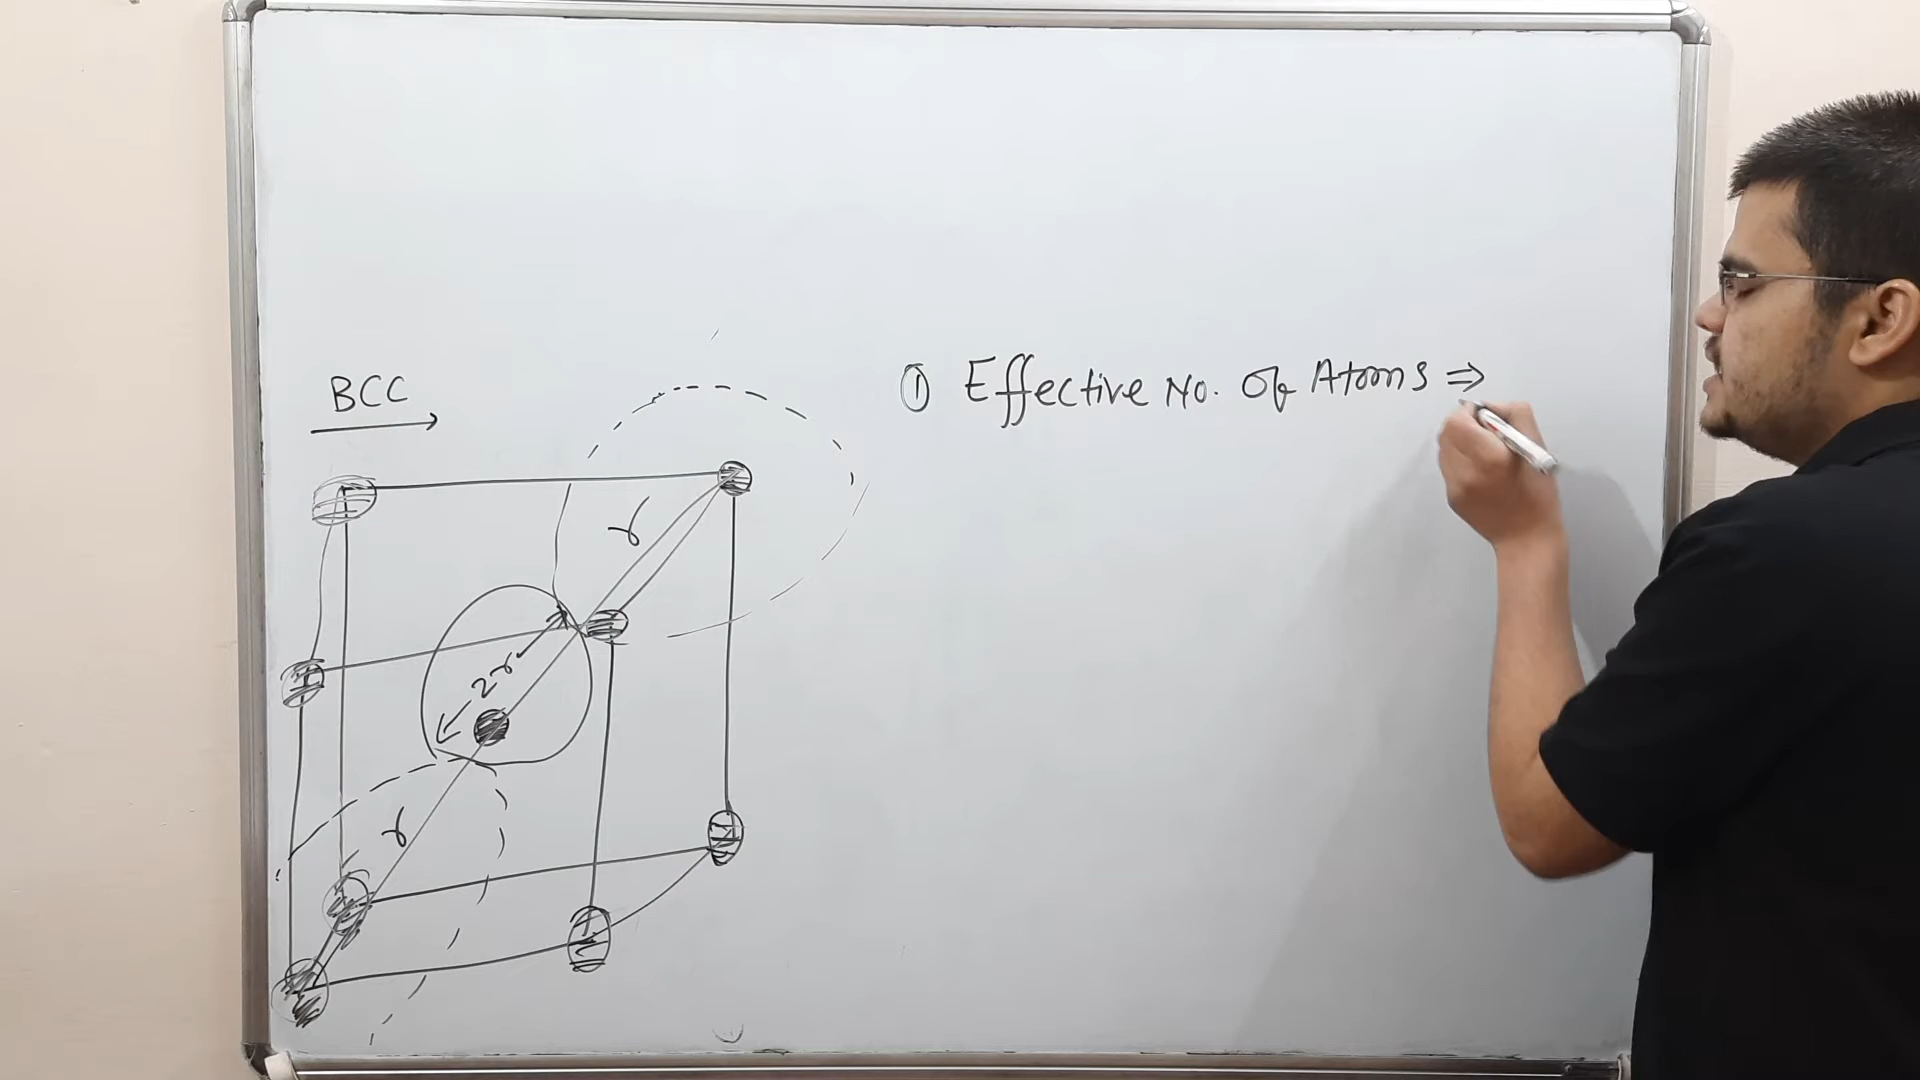 BCC
① Effective No. Of Atoms ⇒
r
2r
r